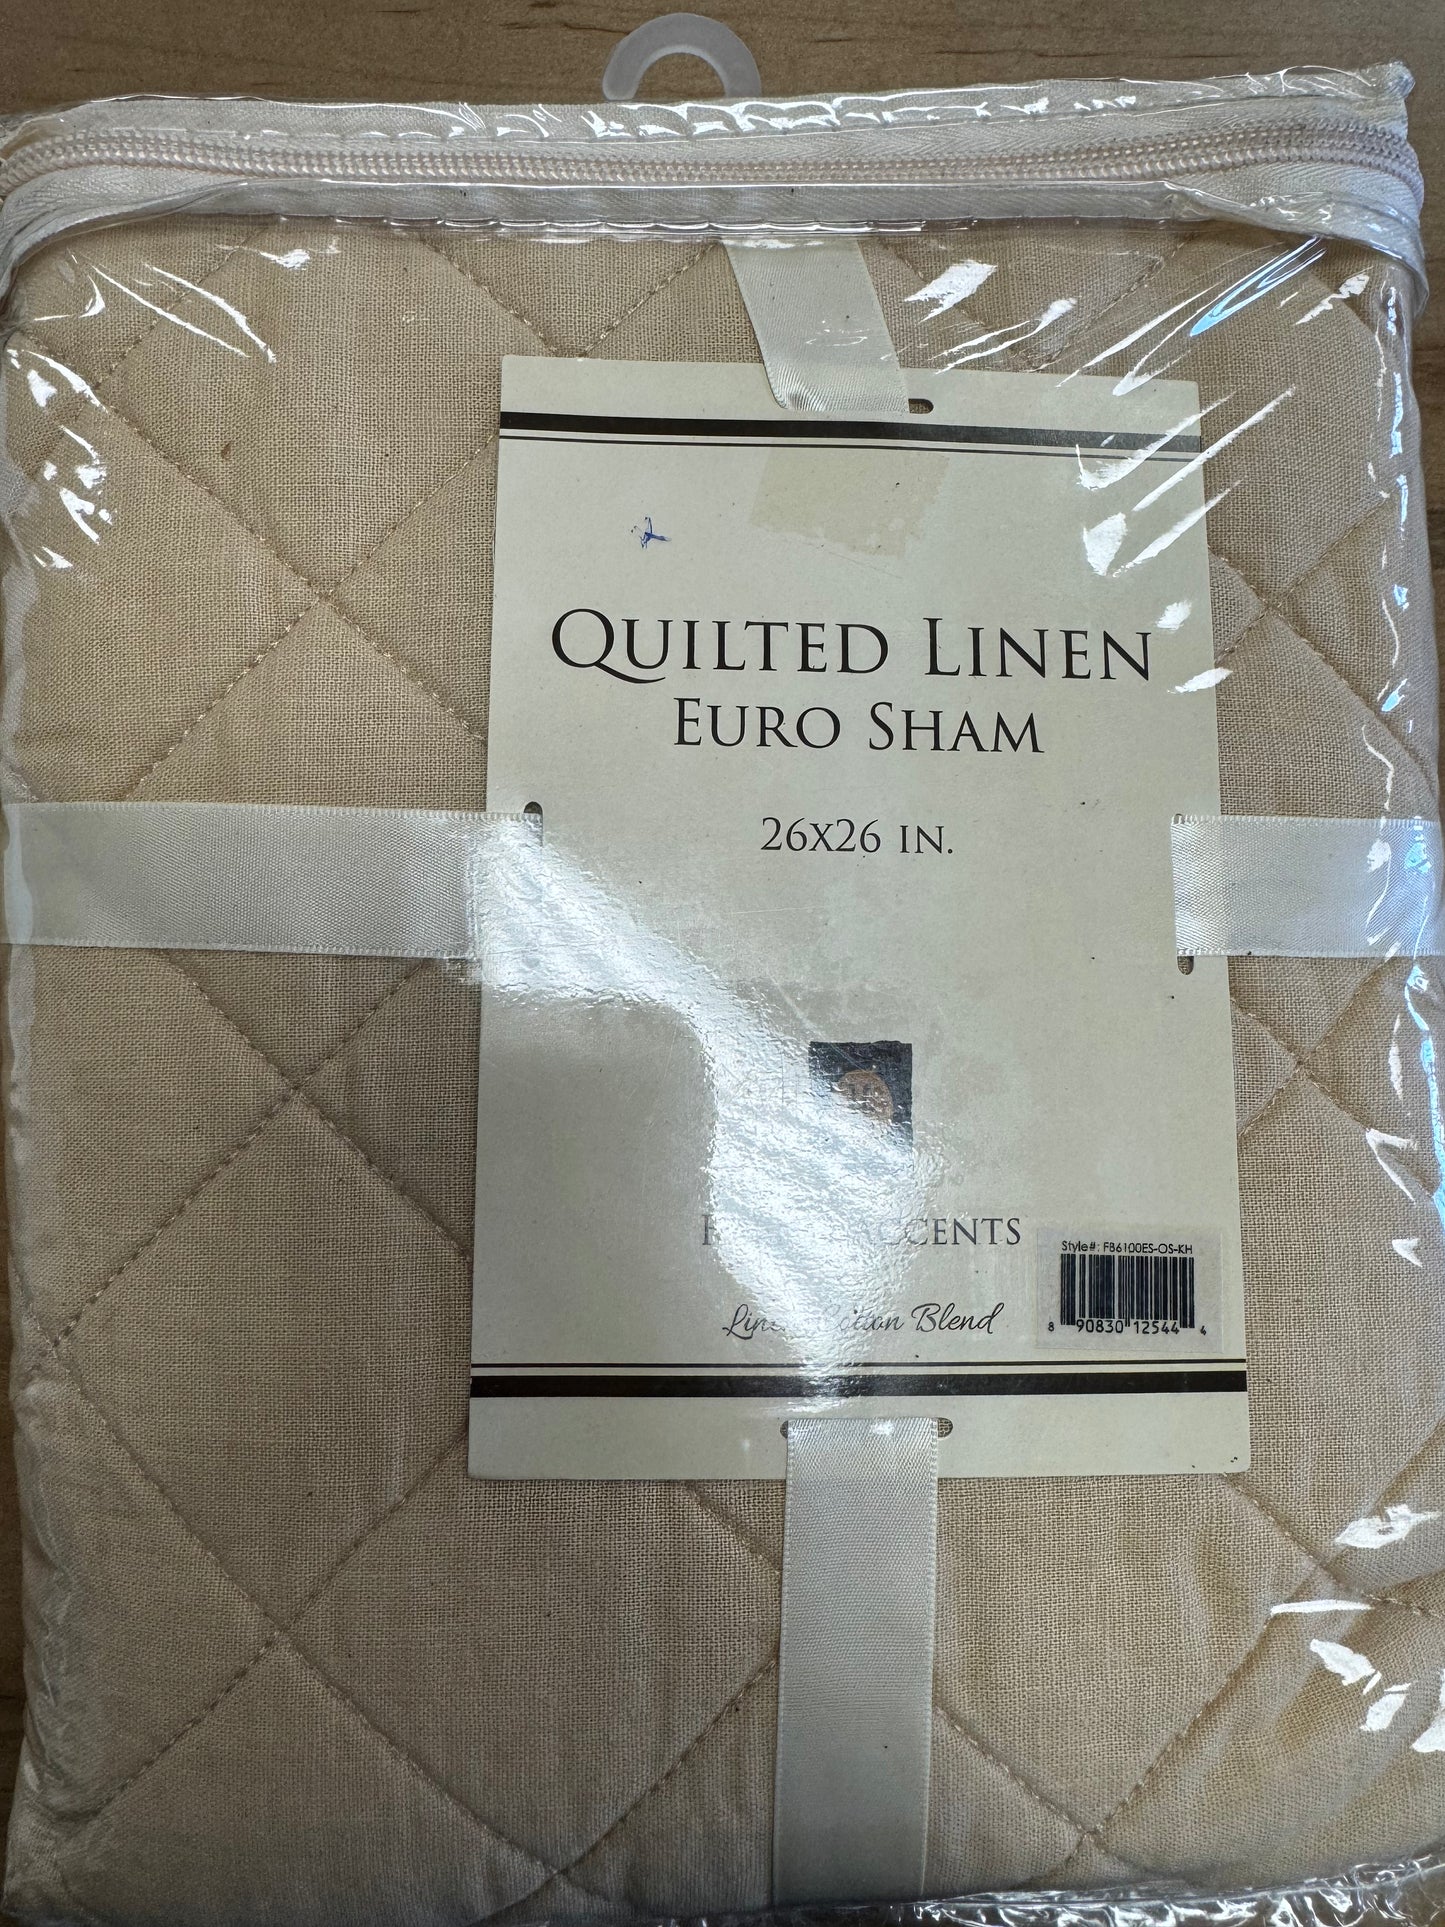 QUILTED LINEN
EURO SHAM
26X26 IN.
ACCENTS
Style#: FB6100ES-OS-KH
8 90830 12544 4
Cotton Blend